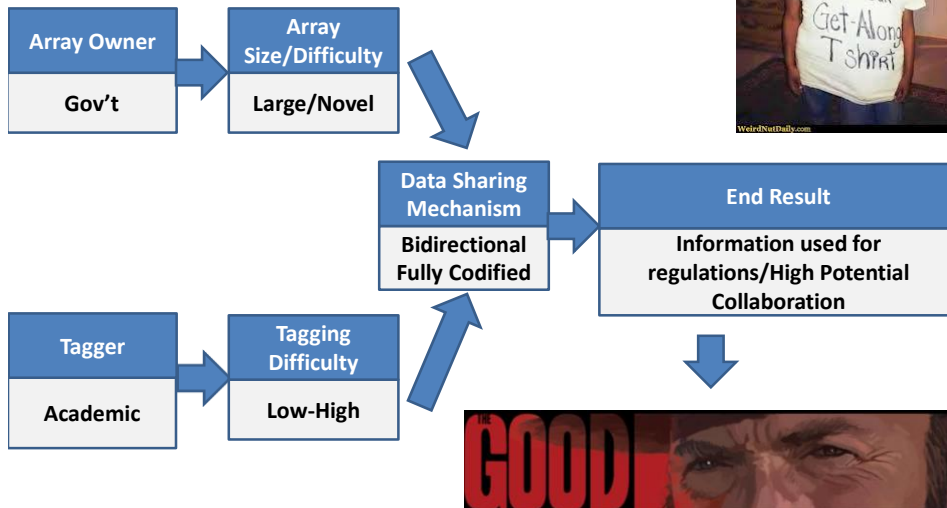 Array Owner
Gov't
Array
Size/Difficulty
Large/Novel
Get-Along
T shiRt
WeirdNutDaily.com
Data Sharing
Mechanism
Bidirectional
Fully Codified
End Result
Information used for
regulations/High Potential
Collaboration
Tagger
Academic
Tagging
Difficulty
Low-High
THE
GOOD